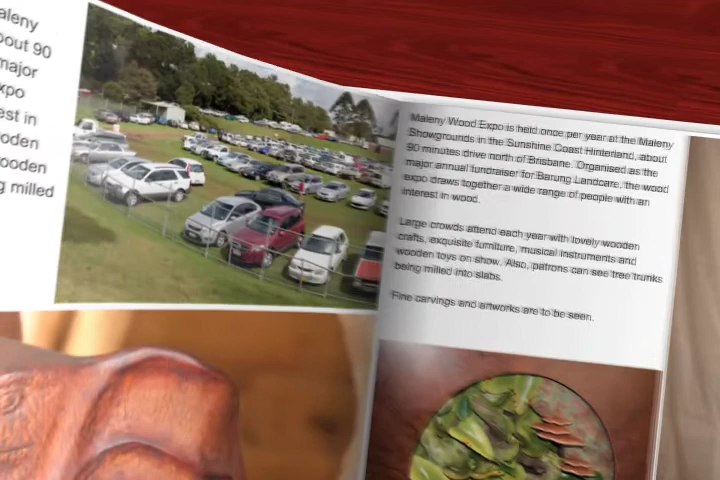 aleny
bout 90
major
xpo
est in
oden
ooden
g milled
Maleny Wood Expo is held once per year at the Maleny
Showgrounds in the Sunshine Coast Hinterland, about
90 minutes drive north of Brisbane. Organised as the
major annual fundraiser for Barung Landcare, the wood
expo draws together a wide range of people with an
interest in wood.
Large crowds attend each year with lovely wooden
crafts, exquisite furniture, musical instruments and
wooden toys on show. Also, patrons can see tree trunks
being milled into slabs.
Fine carvings and artworks are to be seen.